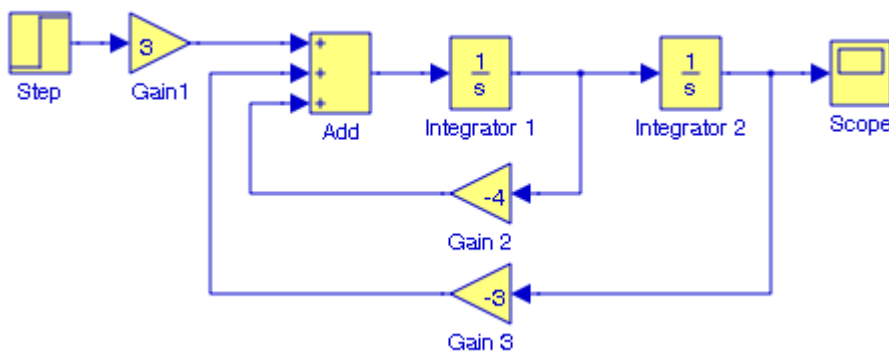 3
+
+
+
1
s
1
s
Step
Gain1
Add
Integrator 1
Integrator 2
Scope
-4
Gain 2
-3
Gain 3